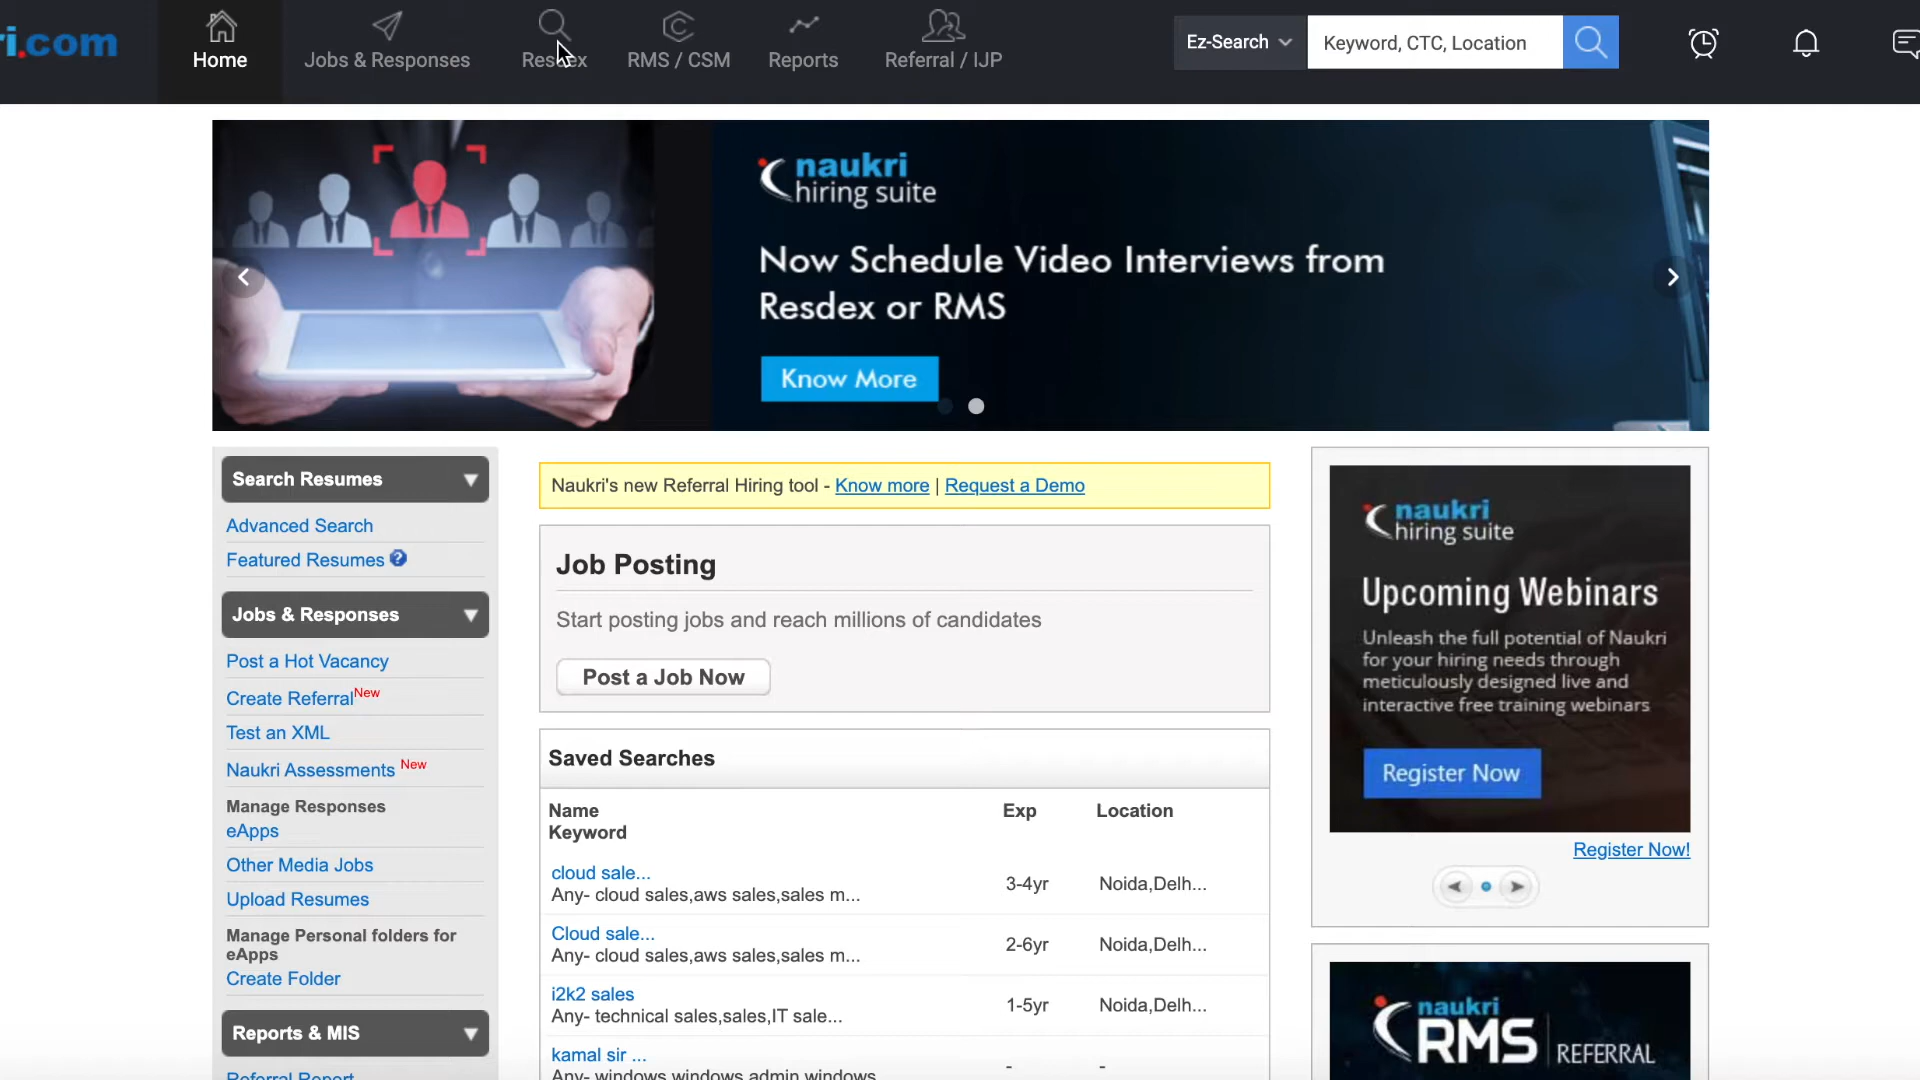 i.com
Home
Jobs & Responses
Resdex
RMS / CSM
Reports
Referral / IJP
Ez-Search
Keyword, CTC, Location
naukri
hiring suite
Now Schedule Video Interviews from
Resdex or RMS
Know More
Search Resumes
Advanced Search
Featured Resumes ?
Jobs & Responses
Post a Hot Vacancy
Create Referral New
Test an XML
Naukri Assessments New
Manage Responses
eApps
Other Media Jobs
Upload Resumes
Manage Personal folders for
eApps
Create Folder
Reports & MIS
Referral Report
Naukri's new Referral Hiring tool - Know more | Request a Demo
Job Posting
Start posting jobs and reach millions of candidates
Post a Job Now
Saved Searches
Name Exp Location
Keyword
cloud sale...
Any- cloud sales,aws sales,sales m... 3-4yr Noida,Delh...
Cloud sale...
Any- cloud sales,aws sales,sales m... 2-6yr Noida,Delh...
i2k2 sales
Any- technical sales,sales,IT sale... 1-5yr Noida,Delh...
kamal sir ...
Any- windows,windows admin,windows - -
naukri
hiring suite
Upcoming Webinars
Unleash the full potential of Naukri
for your hiring needs through
meticulously designed live and
interactive free training webinars
Register Now
Register Now!
naukri
RMS | REFERRAL